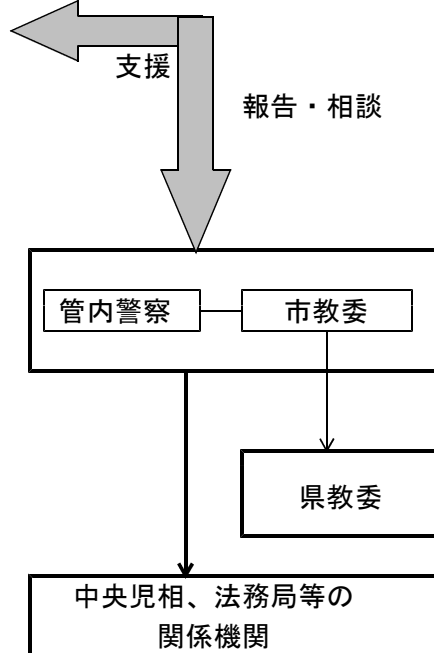 支援
報告・相談
管内警察
市教委
県教委
中央児相、法務局等の
関係機関